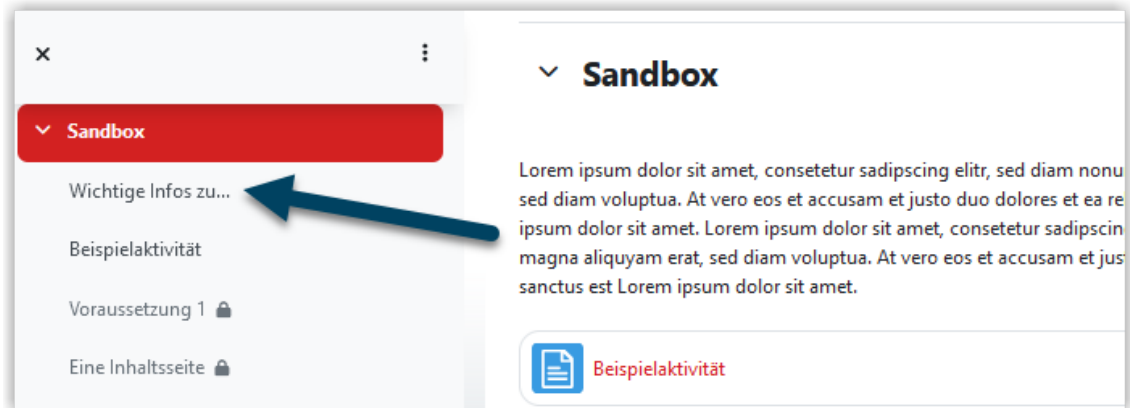 Sandbox
Wichtige Infos zu...
Beispielaktivität
Voraussetzung 1
Eine Inhaltsseite
Sandbox
Lorem ipsum dolor sit amet, consetetur sadipscing elitr, sed diam nonu
sed diam voluptua. At vero eos et accusam et justo duo dolores et ea re
ipsum dolor sit amet. Lorem ipsum dolor sit amet, consetetur sadipscin
magna aliquyam erat, sed diam voluptua. At vero eos et accusam et jus
sanctus est Lorem ipsum dolor sit amet.
Beispielaktivität